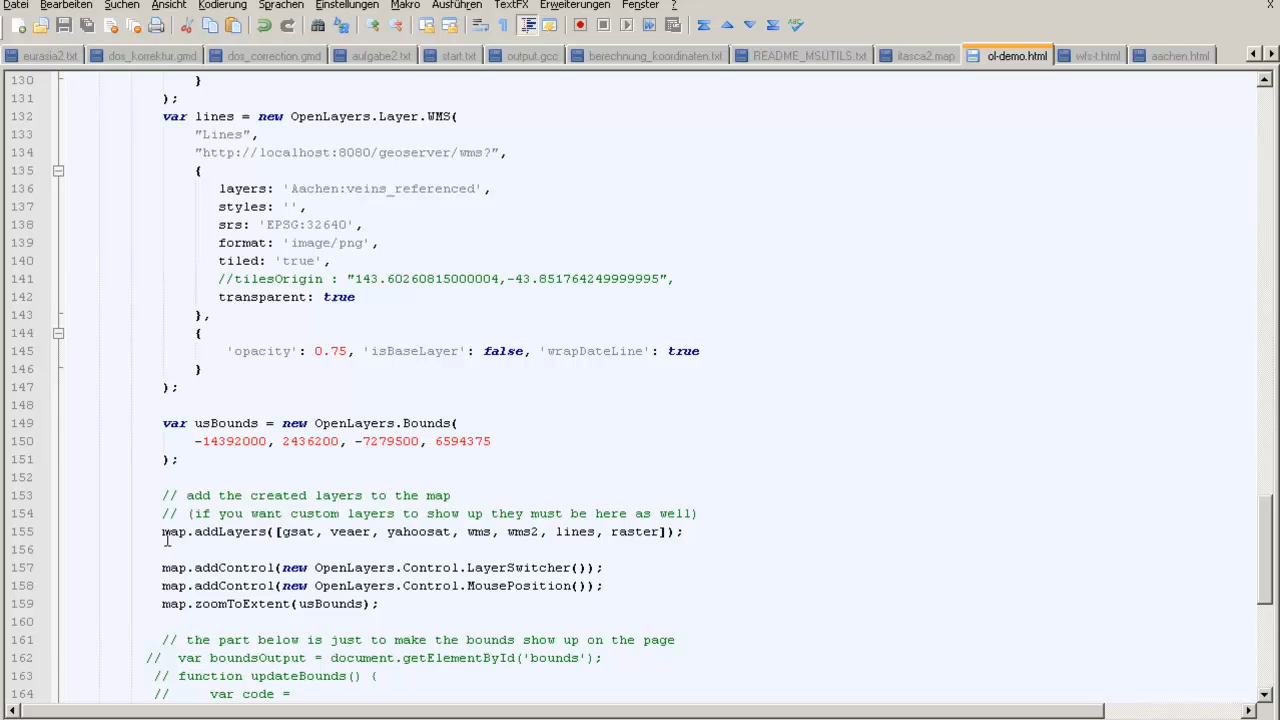 Datei Bearbeiten Suchen Ansicht Kodierung Sprachen Einstellungen Makro Ausführen TextFX Erweiterungen Fenster ? X
eurasia2.txt dos_korrektur.gmd dos_correction.gmd aufgabe2.txt start.txt output.gcc berechnung_koordinaten.txt README_MSUTILS.txt itasca2.map ol-demo.html wfs-t.html aachen.html
130 }
131 );
132 var lines = new OpenLayers.Layer.WMS(
133 "Lines",
134 "http://localhost:8080/geoserver/wms?",
135 {
136 layers: 'Aachen:veins_referenced',
137 styles: '',
138 srs: 'EPSG:32640',
139 format: 'image/png',
140 tiled: 'true',
141 //tilesOrigin : "143.60260815000004,-43.851764249999995",
142 transparent: true
143 },
144 {
145 'opacity': 0.75, 'isBaseLayer': false, 'wrapDateLine': true
146 }
147 );
148
149 var usBounds = new OpenLayers.Bounds(
150 -14392000, 2436200, -7279500, 6594375
151 );
152
153 // add the created layers to the map
154 // (if you want custom layers to show up they must be here as well)
155 map.addLayers([gsat, veaer, yahoosat, wms, wms2, lines, raster]);
156
157 map.addControl(new OpenLayers.Control.LayerSwitcher());
158 map.addControl(new OpenLayers.Control.MousePosition());
159 map.zoomToExtent(usBounds);
160
161 // the part below is just to make the bounds show up on the page
162 // var boundsOutput = document.getElementById('bounds');
163 // function updateBounds() {
164 // var code =